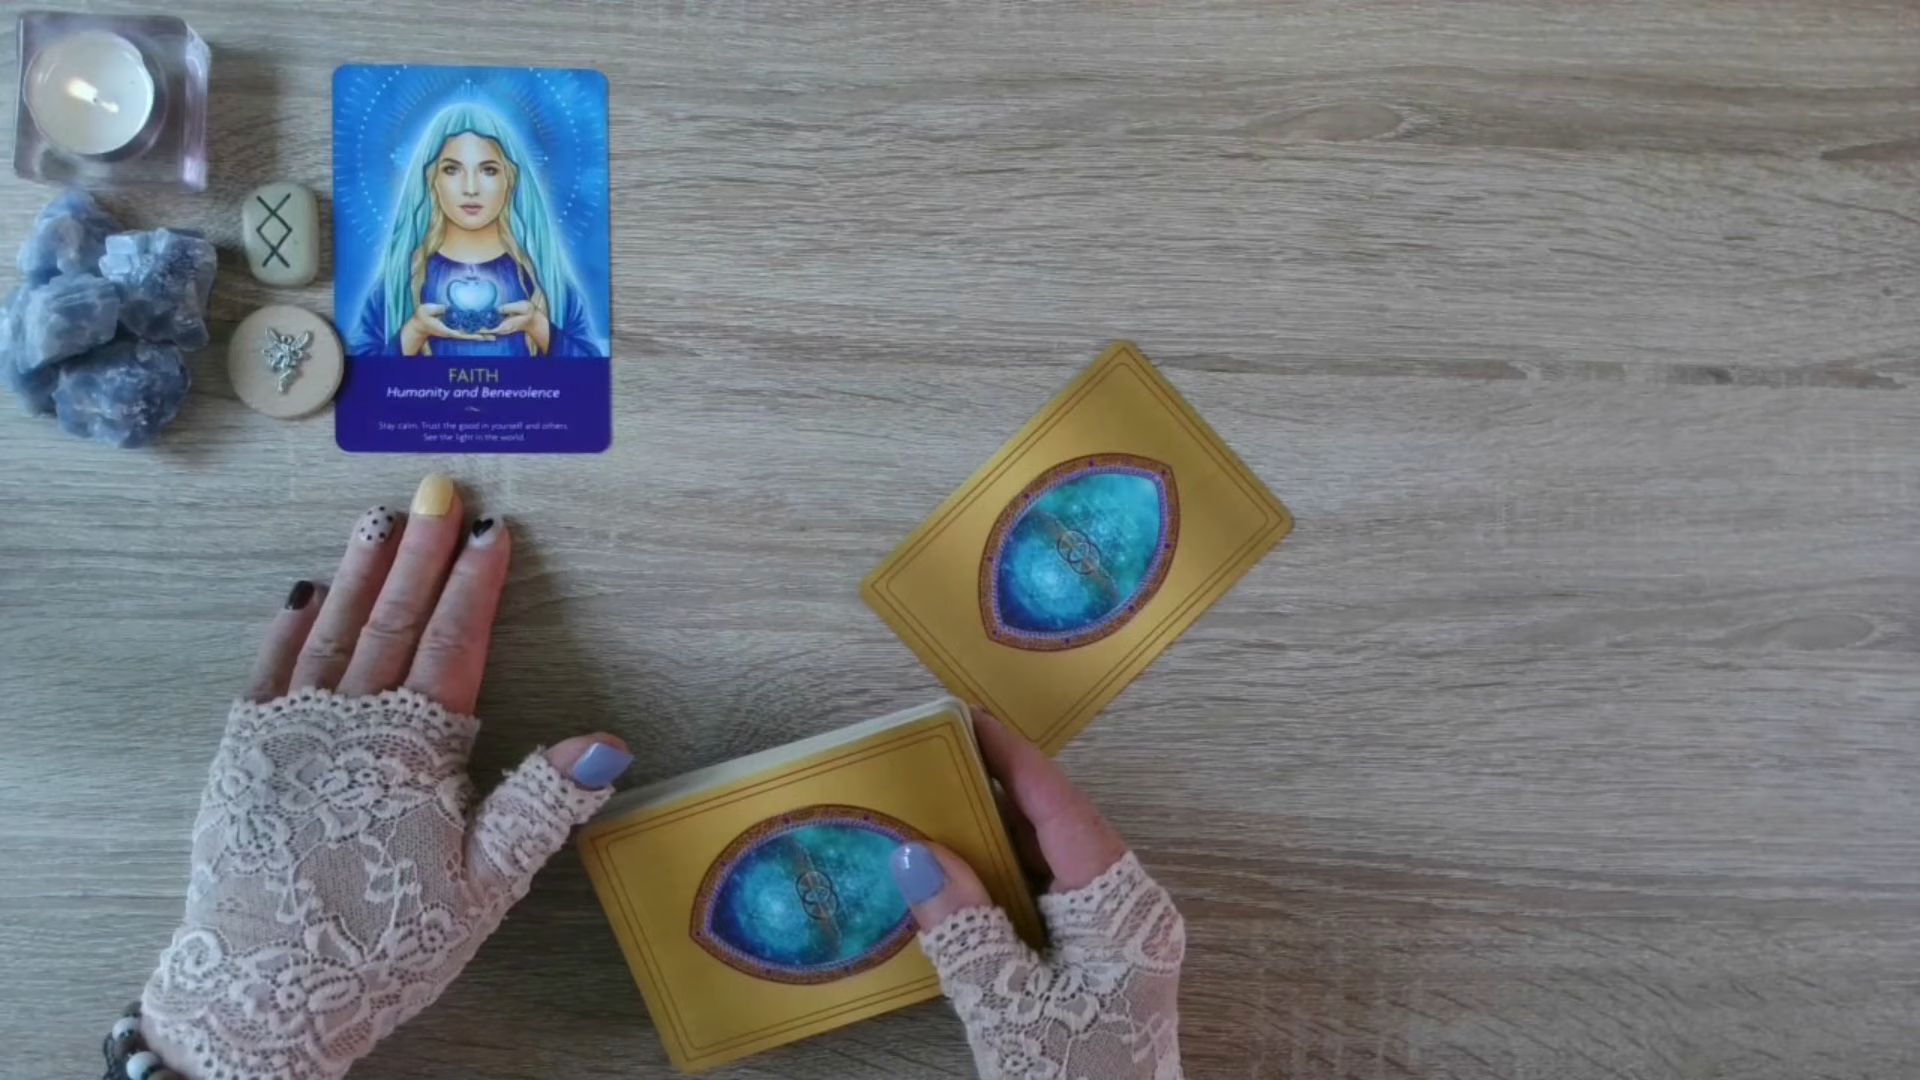 FAITH
Humanity and Benevolence
Stay calm. Trust the good in yourself and others.
See the light in the world.